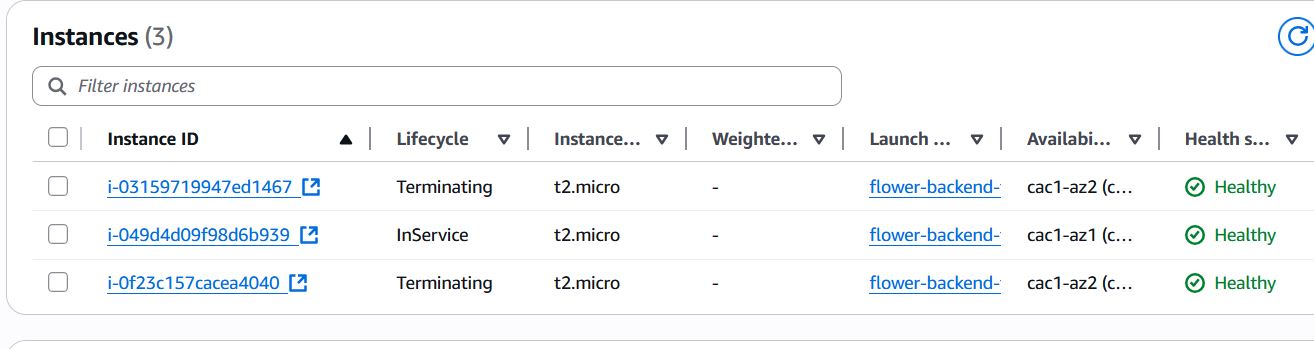 Instances (3)
Filter instances
Instance ID Lifecycle Instance... Weighte... Launch ... Availabi... Health s...
i-03159719947ed1467 Terminating t2.micro - flower-backend- cac1-az2 (c... Healthy
i-049d4d09f98d6b939 InService t2.micro - flower-backend- cac1-az1 (c... Healthy
i-0f23c157cacea4040 Terminating t2.micro - flower-backend- cac1-az2 (c... Healthy